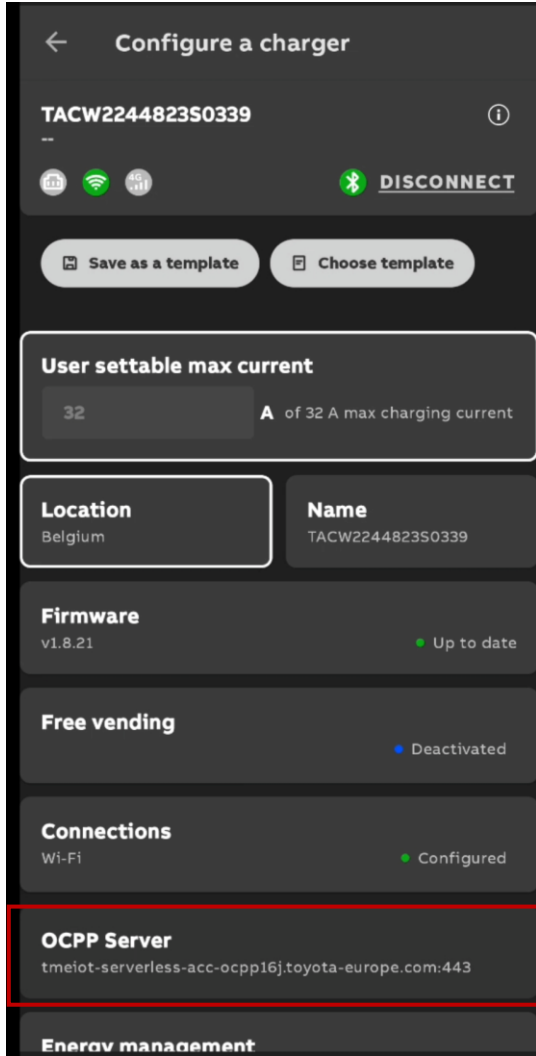 Configure a charger
TACW2244823S0339
--
4G
DISCONNECT
Save as a template
Choose template
User settable max current
32 A of 32 A max charging current
Location
Belgium
Name
TACW2244823S0339
Firmware
v1.8.21
Up to date
Free vending
Deactivated
Connections
Wi-Fi
Configured
OCPP Server
tmeiot-serverless-acc-ocpp16j.toyota-europe.com:443
Energy management